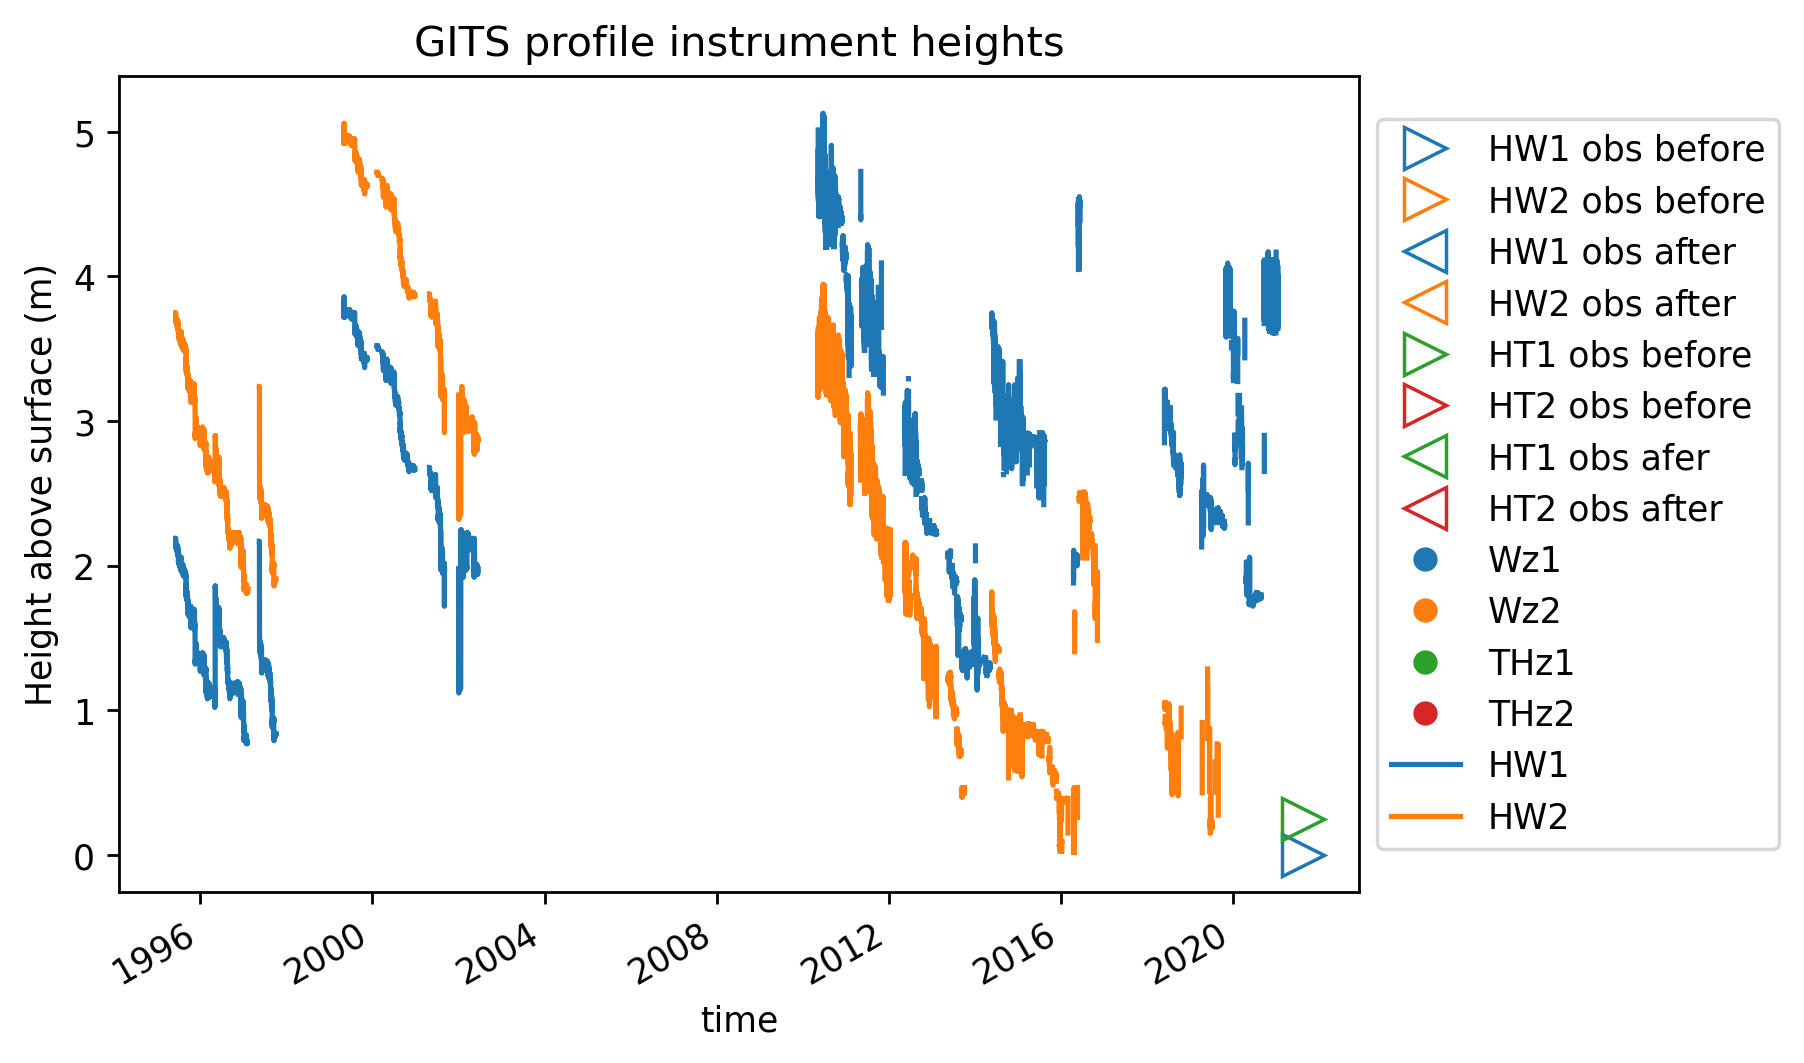 GITS profile instrument heights
Height above surface (m)
5
4
3
2
1
0
1996
2000
2004
2008
2012
2016
2020
time
HW1 obs before
HW2 obs before
HW1 obs after
HW2 obs after
HT1 obs before
HT2 obs before
HT1 obs afer
HT2 obs after
Wz1
Wz2
THz1
THz2
HW1
HW2